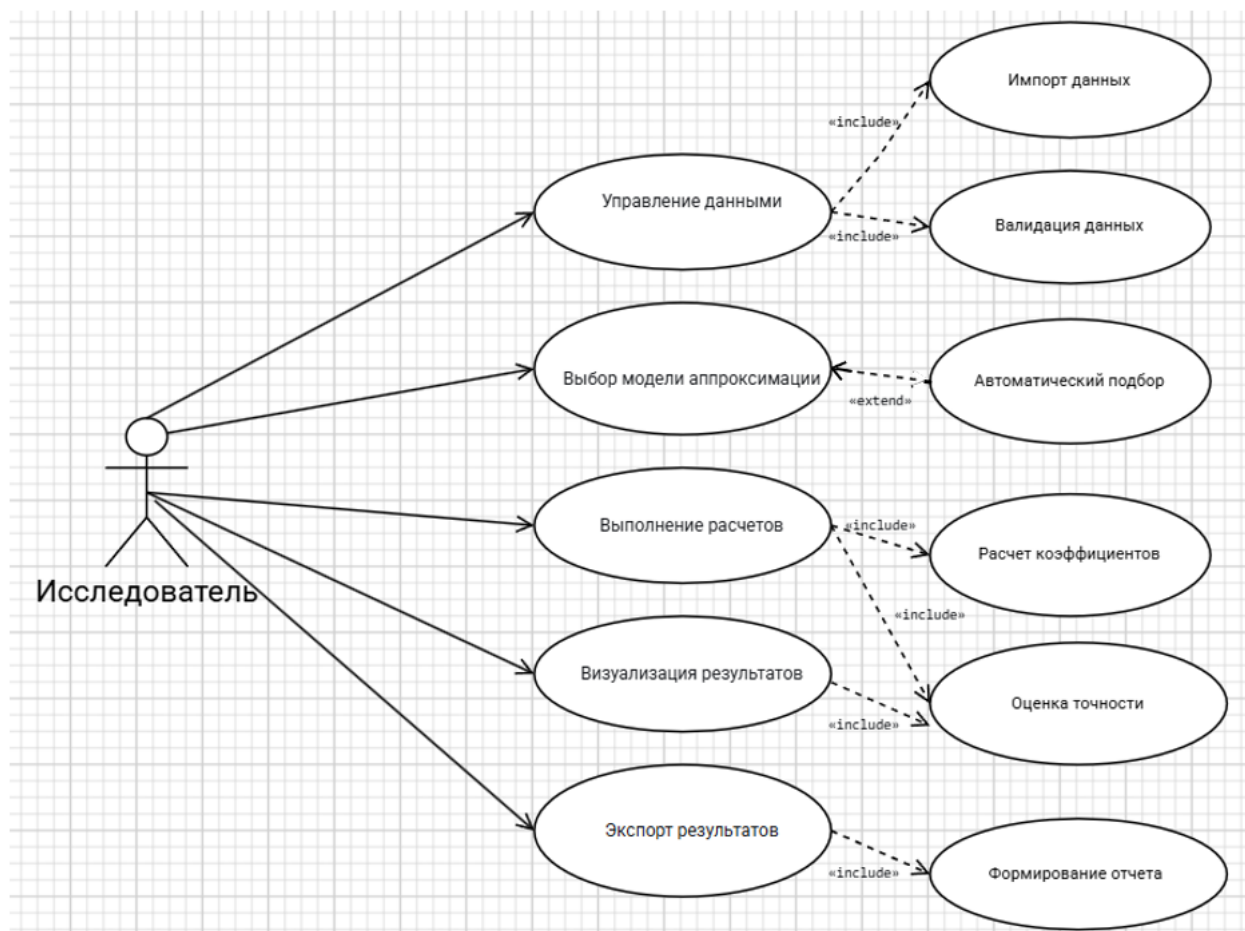 Импорт данных
«include»
Управление данными
Валидация данных
«include»
Выбор модели аппроксимации
Автоматический подбор
«extend»
Выполнение расчетов
«include»
Расчет коэффициентов
Исследователь
«include»
Визуализация результатов
Оценка точности
«include»
Экспорт результатов
«include»
Формирование отчета